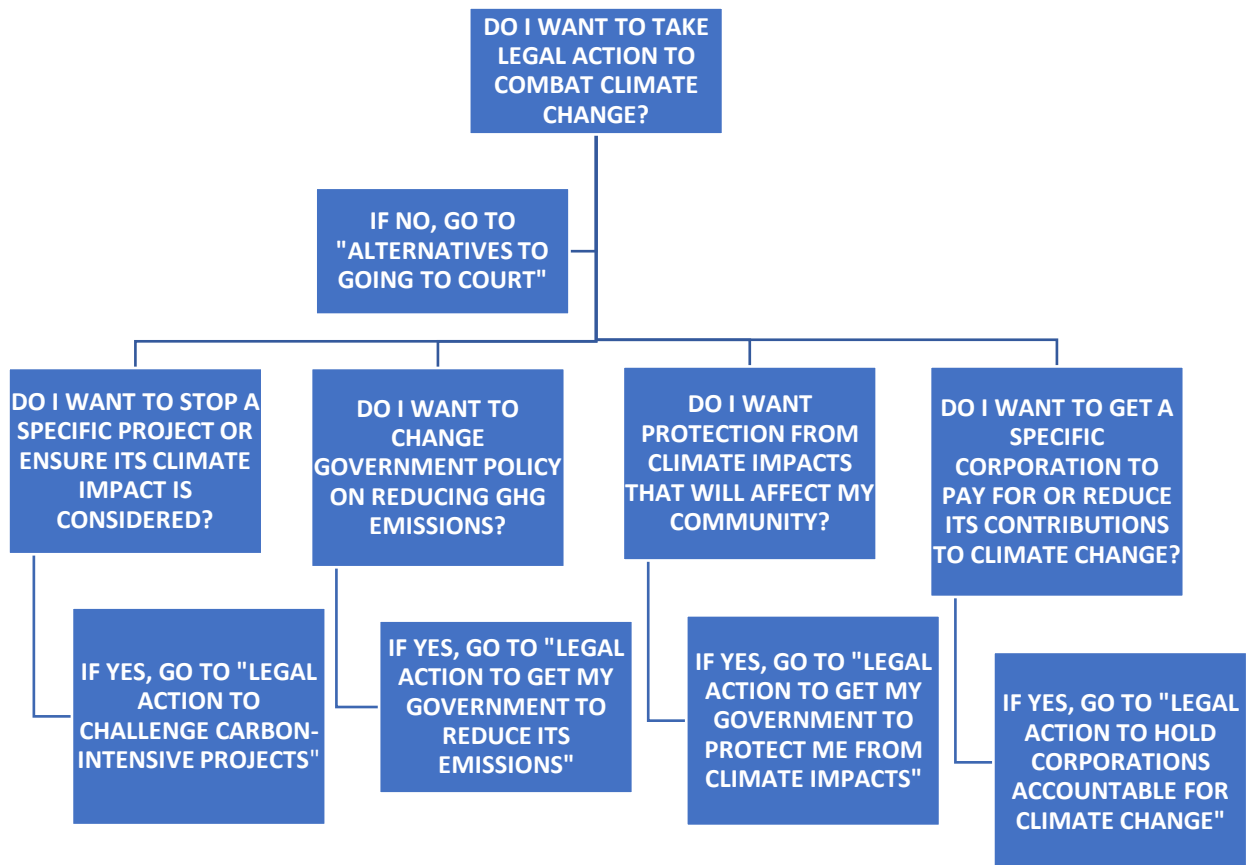 DO I WANT TO TAKE
LEGAL ACTION TO
COMBAT CLIMATE
CHANGE?
IF NO, GO TO
"ALTERNATIVES TO
GOING TO COURT"
DO I WANT TO STOP A
SPECIFIC PROJECT OR
ENSURE ITS CLIMATE
IMPACT IS
CONSIDERED?
DO I WANT TO
CHANGE
GOVERNMENT POLICY
ON REDUCING GHG
EMISSIONS?
DO I WANT
PROTECTION FROM
CLIMATE IMPACTS
THAT WILL AFFECT MY
COMMUNITY?
DO I WANT TO GET A
SPECIFIC
CORPORATION TO
PAY FOR OR REDUCE
ITS CONTRIBUTIONS
TO CLIMATE CHANGE?
IF YES, GO TO "LEGAL
ACTION TO
CHALLENGE CARBON-
INTENSIVE PROJECTS"
IF YES, GO TO "LEGAL
ACTION TO GET MY
GOVERNMENT TO
REDUCE ITS
EMISSIONS"
IF YES, GO TO "LEGAL
ACTION TO GET MY
GOVERNMENT TO
PROTECT ME FROM
CLIMATE IMPACTS"
IF YES, GO TO "LEGAL
ACTION TO HOLD
CORPORATIONS
ACCOUNTABLE FOR
CLIMATE CHANGE"